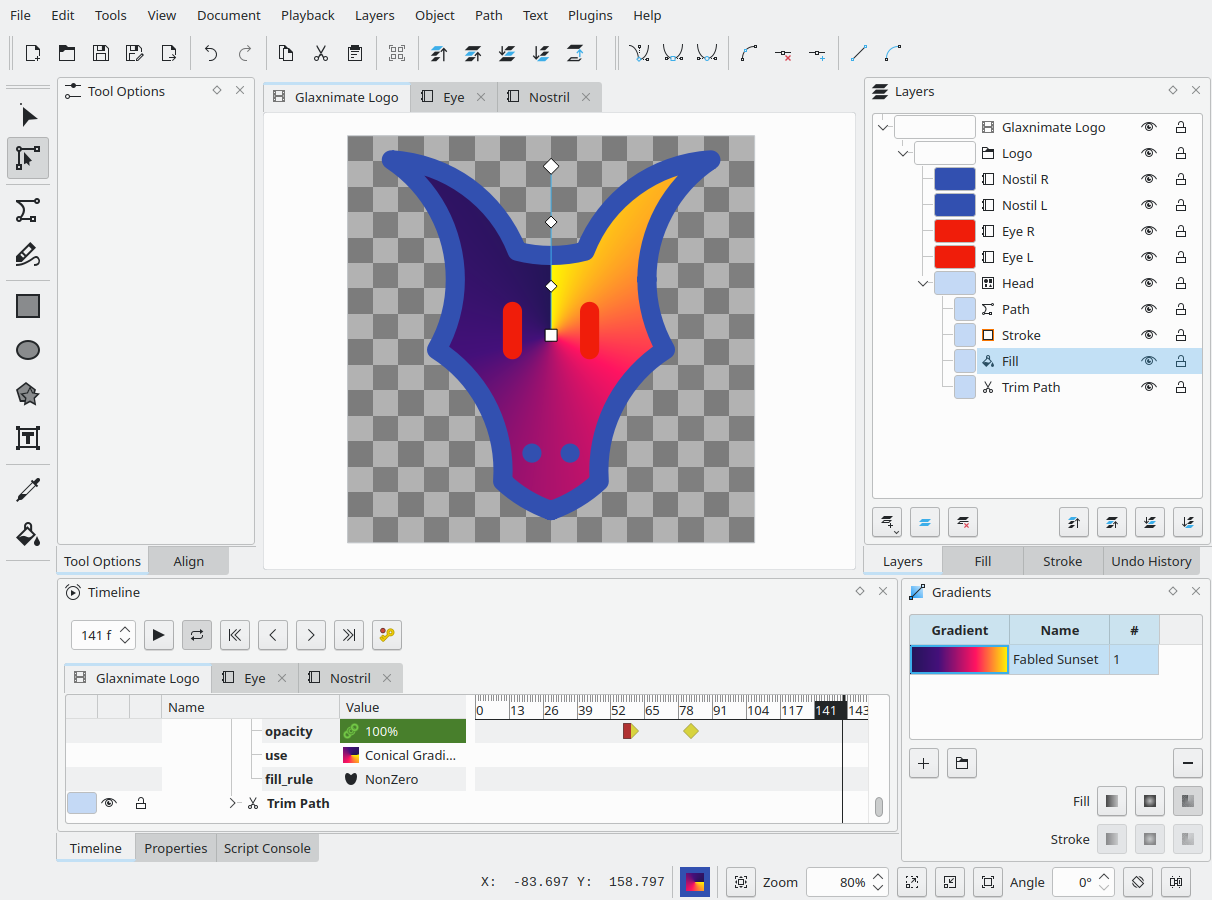 File Edit Tools View Document Playback Layers Object Path Text Plugins Help
Tool Options
Glaxnimate Logo Eye Nostril
Layers
Glaxnimate Logo
Logo
Nostil R
Nostil L
Eye R
Eye L
Head
Path
Stroke
Fill
Trim Path
Tool Options Align
Layers Fill Stroke Undo History
Timeline
141 f
Glaxnimate Logo Eye Nostril
Name Value 0 13 26 39 52 65 78 91 104 117 141 143
opacity 100%
use Conical Gradi...
fill_rule NonZero
Trim Path
Timeline Properties Script Console
Gradients
Gradient Name #
Fabled Sunset 1
Fill
Stroke
X: -83.697 Y: 158.797 Zoom 80% Angle 0°